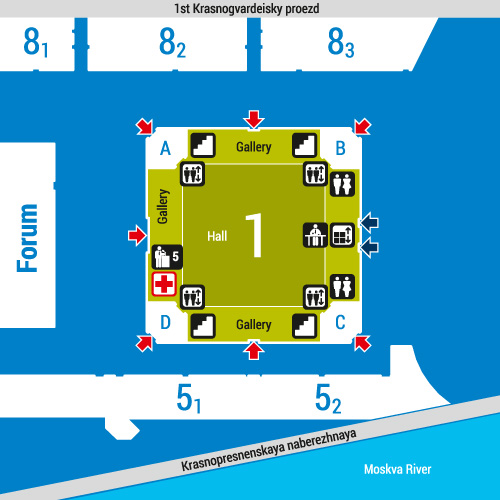 1st Krasnogvardeisky proezd
8₁ 8₂ 8₃
A Gallery B
Gallery
Forum
Hall 1
5
D Gallery C
5₁ 5₂
Krasnopresnenskaya naberezhnaya
Moskva River